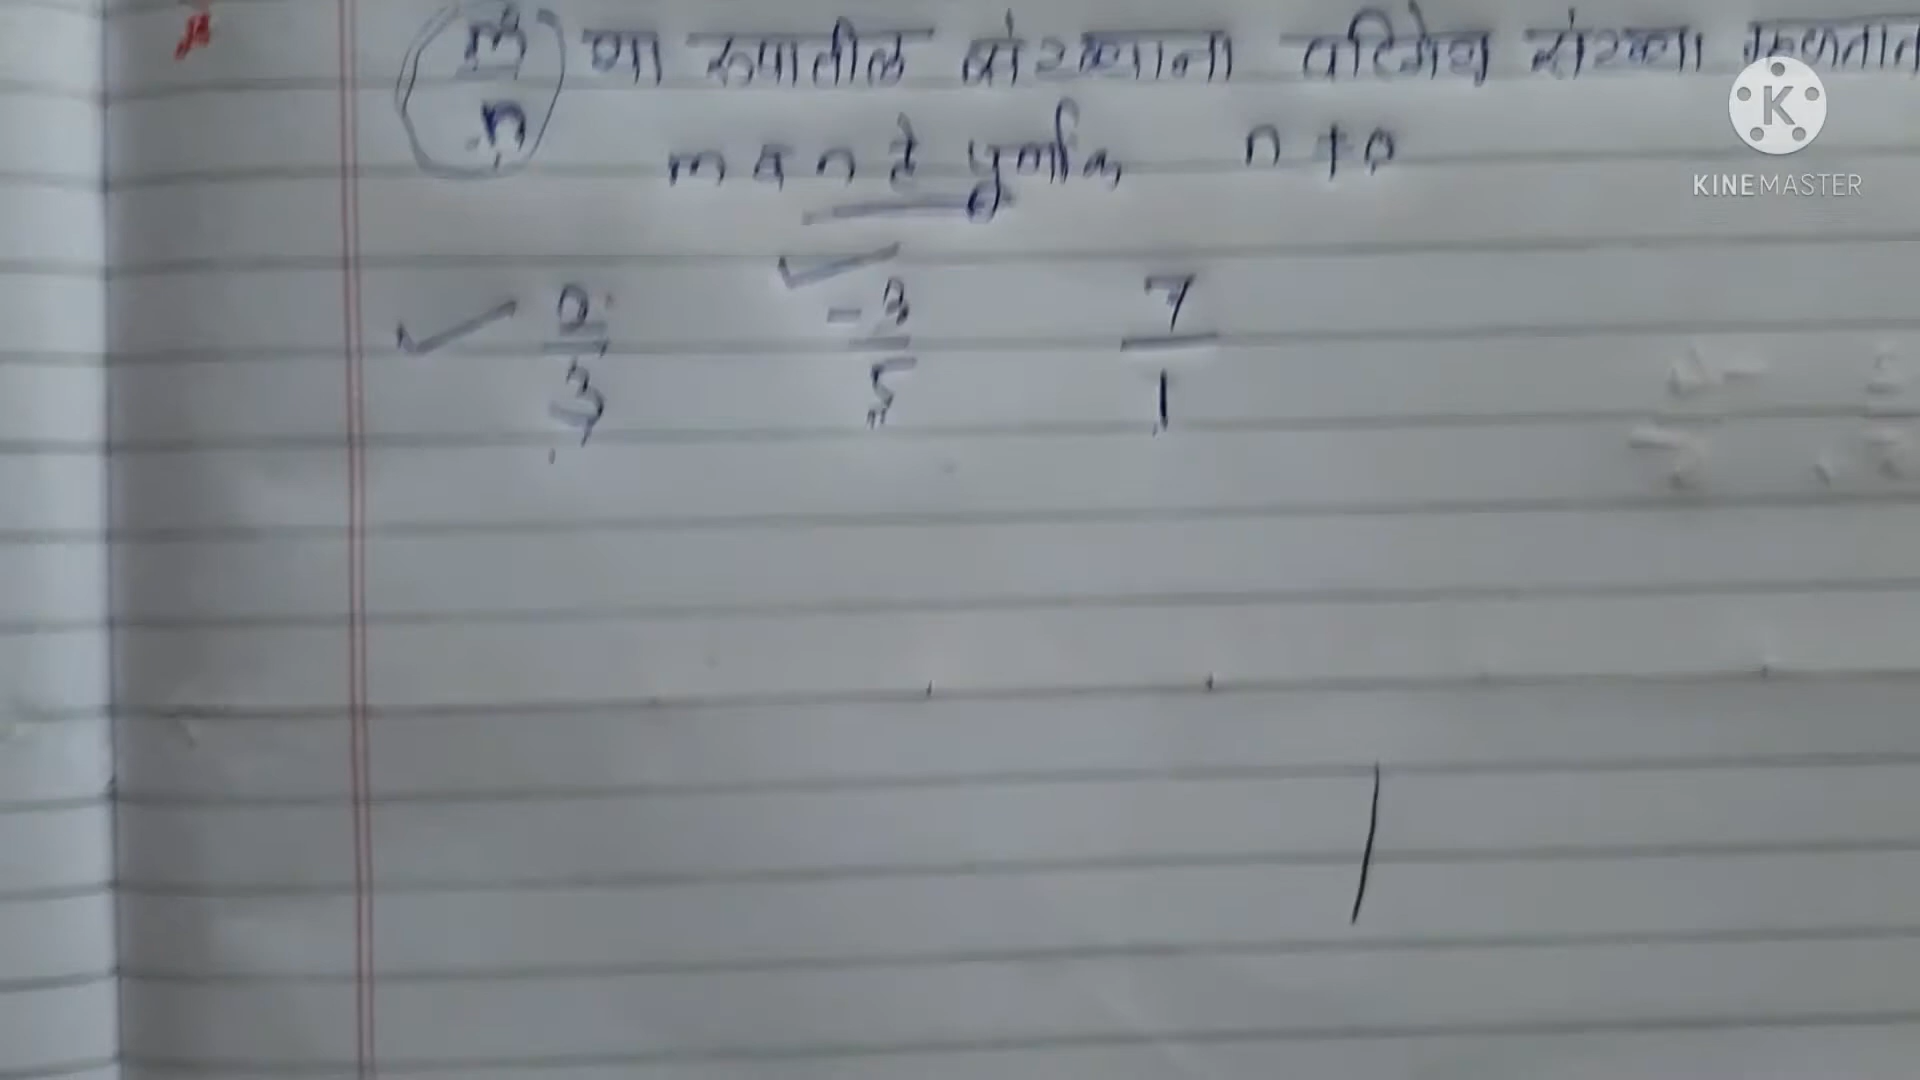 m/n या रूपातील संख्याना परिमेय संख्या म्हणतात
m व n हे पुर्णांक n ≠ 0
2/3 -3/5 7/1
K
KINEMASTER